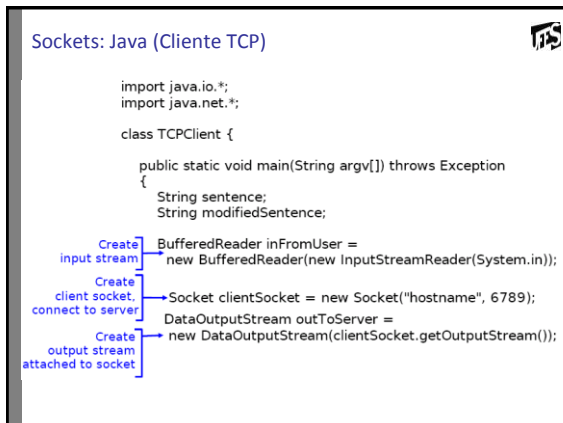 Sockets: Java (Cliente TCP)
import java.io.*;
import java.net.*;
class TCPClient {
public static void main(String argv[]) throws Exception
{
String sentence;
String modifiedSentence;
Create
input stream
BufferedReader inFromUser =
new BufferedReader(new InputStreamReader(System.in));
Create
client socket,
connect to server
Socket clientSocket = new Socket("hostname", 6789);
DataOutputStream outToServer =
new DataOutputStream(clientSocket.getOutputStream());
Create
output stream
attached to socket